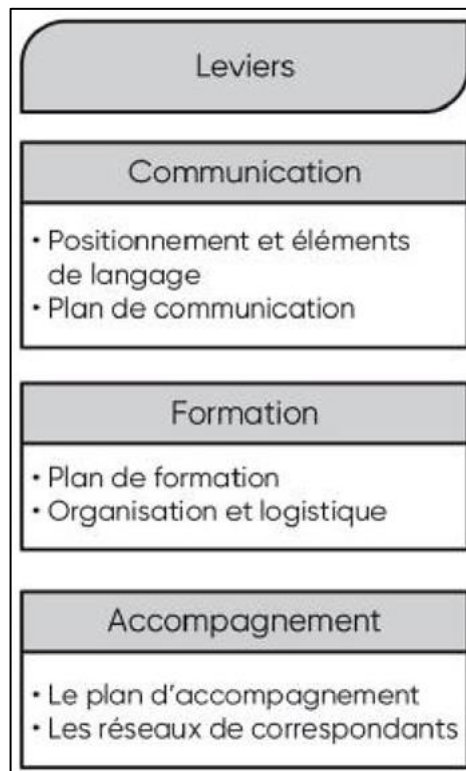 Leviers
Communication
• Positionnement et éléments
de langage
• Plan de communication
Formation
• Plan de formation
• Organisation et logistique
Accompagnement
• Le plan d'accompagnement
• Les réseaux de correspondants